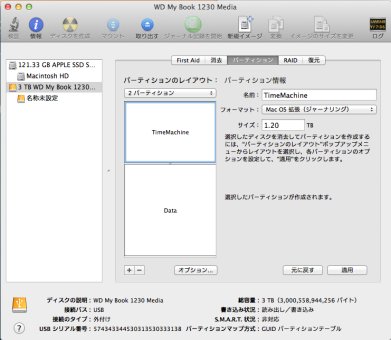 WD My Book 1230 Media
検証 情報 ディスクを作成 マウント 取り出す ジャーナル記録を開始 新規イメージ 変換 イメージのサイズを変更 ログ
First Aid 消去 パーティション RAID 復元
121.33 GB APPLE SSD S...
Macintosh HD
3 TB WD My Book 1230...
名称未設定
パーティションのレイアウト:
2 パーティション
TimeMachine
Data
+ −
オプション...
パーティション情報
名前: TimeMachine
フォーマット: Mac OS 拡張（ジャーナリング）
サイズ: 1.20 TB
選択したディスクを消去してパーティションを作成する
には、"パーティションのレイアウト"ポップアップメニ
ューからレイアウトを選択し、各パーティションのオプシ
ョンを設定して、"適用"をクリックします。
選択したパーティションが作成されます。
元に戻す 適用
ディスクの説明: WD My Book 1230 Media
接続バス: USB
接続のタイプ: 外付け
USB シリアル番号: 574343344530313530333138
総容量: 3 TB (3,000,558,944,256 バイト)
書き込み状況: 読み出し／書き込み
S.M.A.R.T. 状況: 非対応
パーティションマップ方式: GUID パーティションテーブル
?